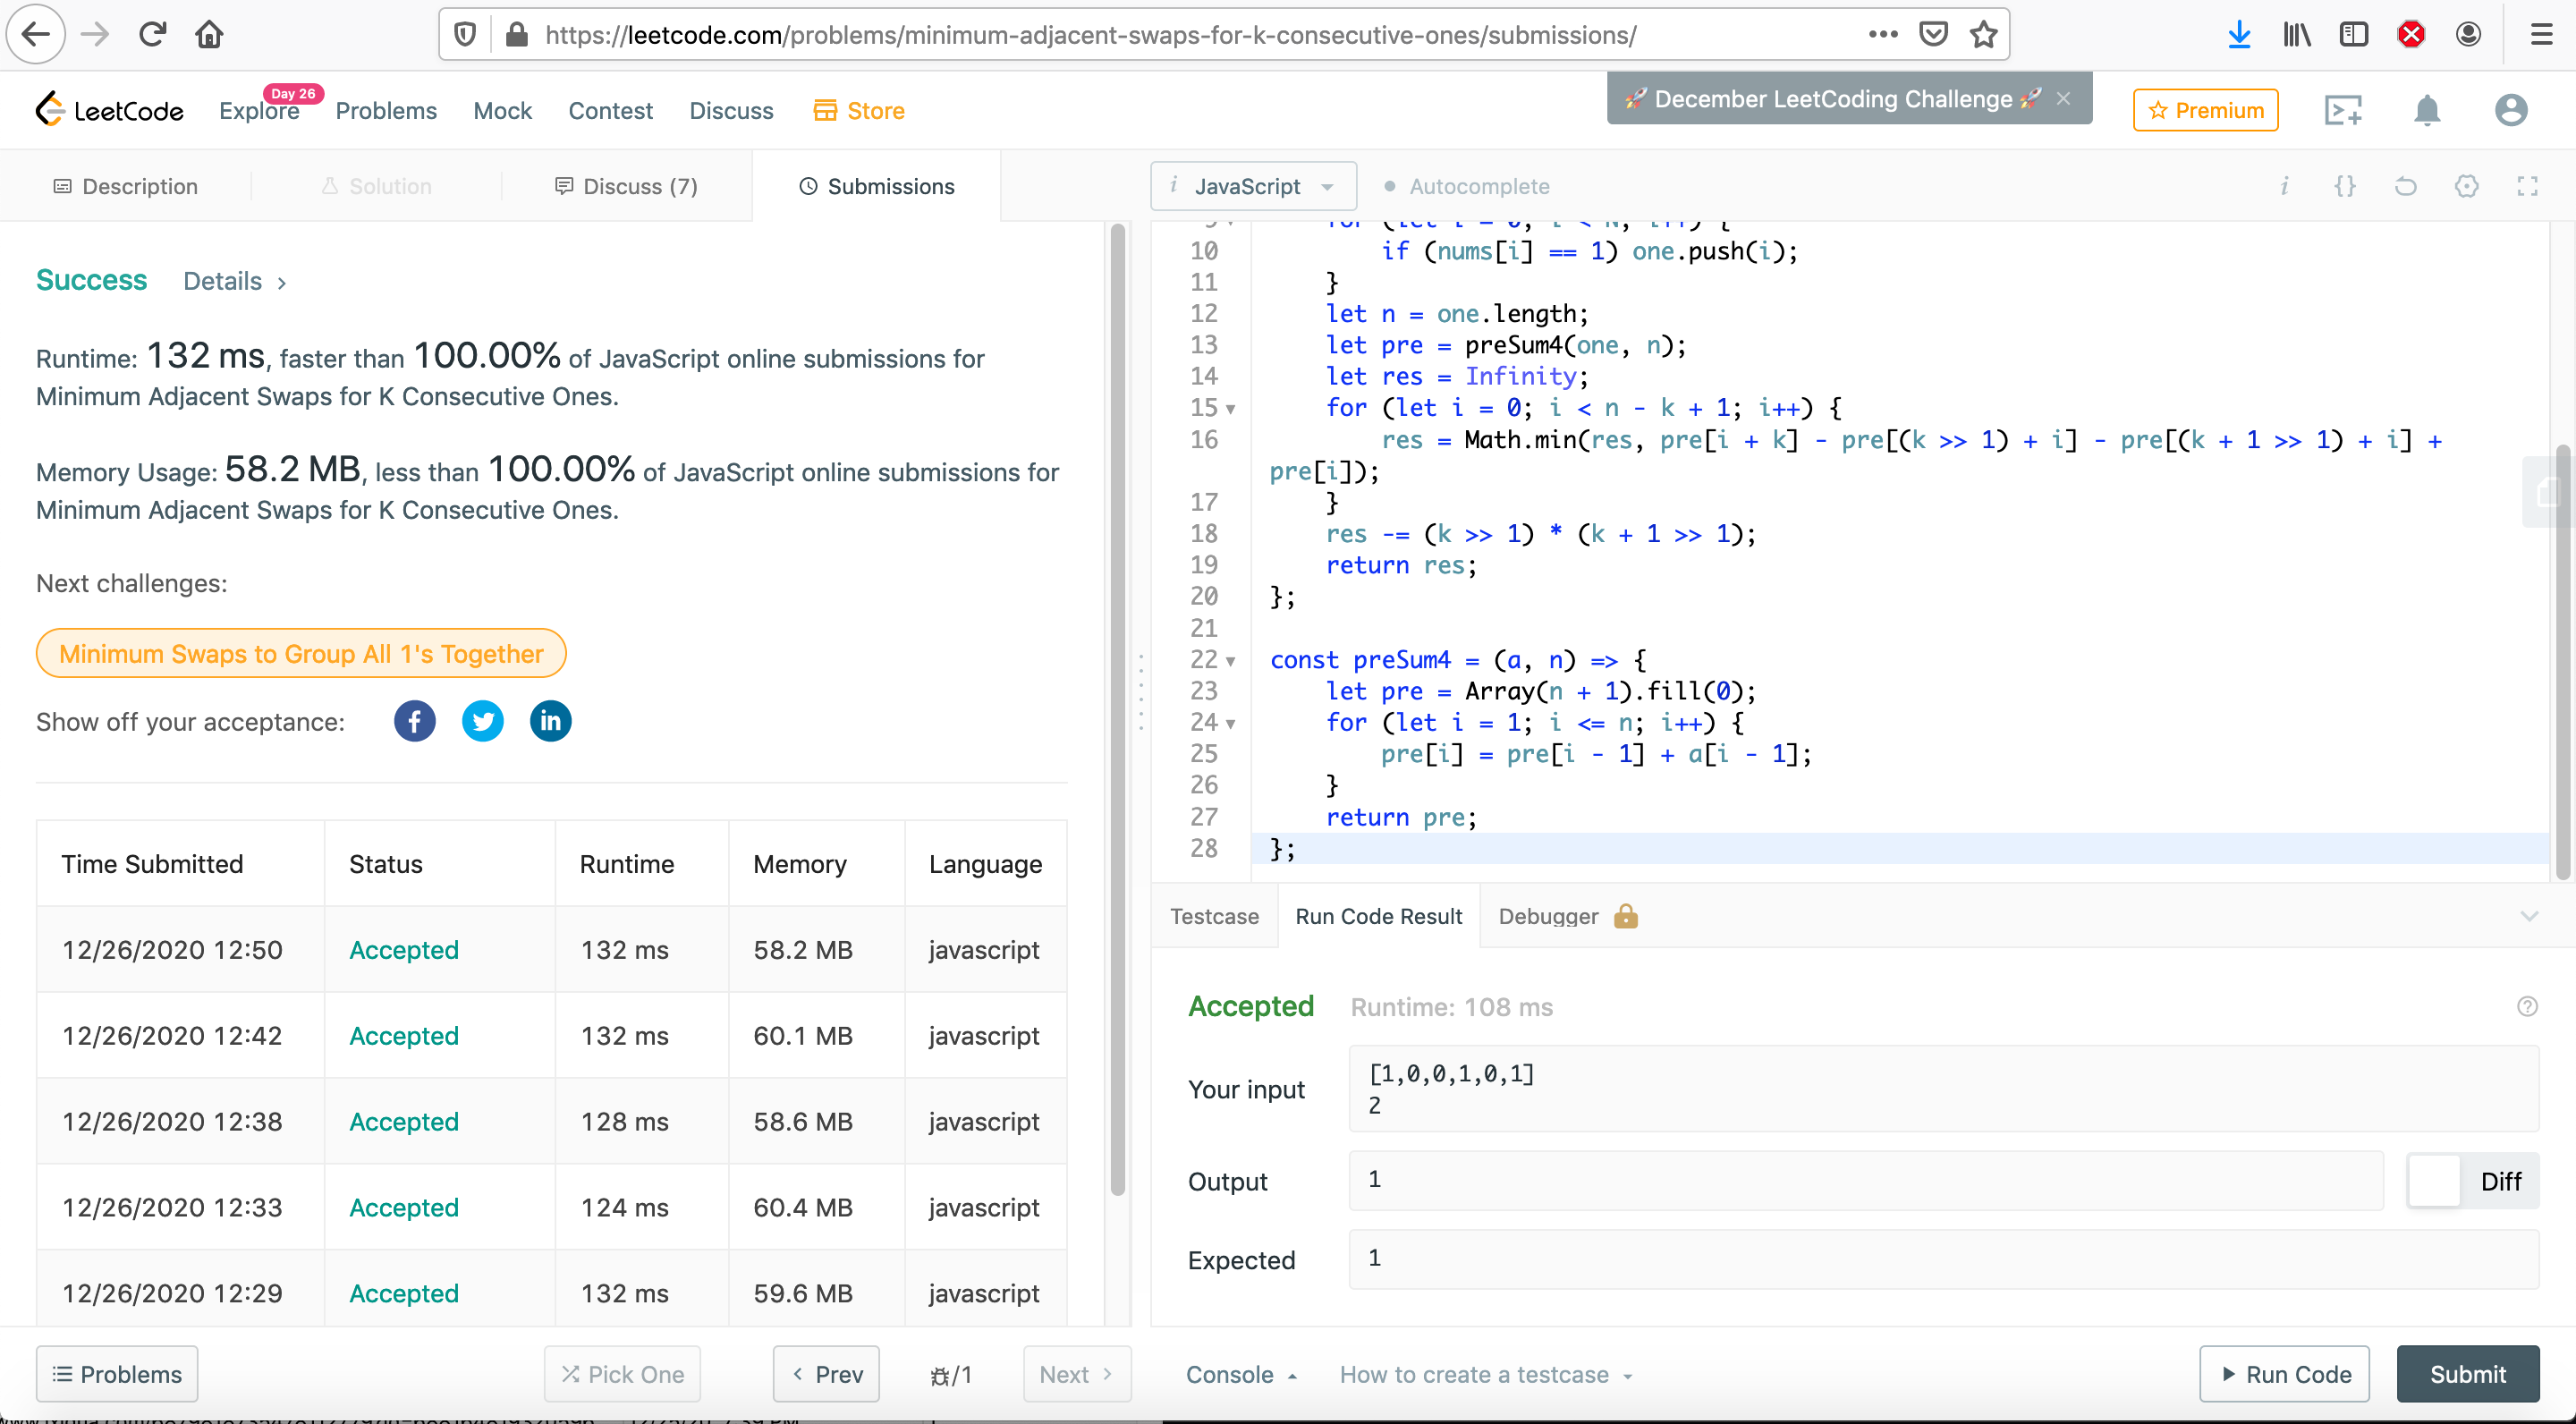 https://leetcode.com/problems/minimum-adjacent-swaps-for-k-consecutive-ones/submissions/
LeetCode
Explore
Day 26
Problems
Mock
Contest
Discuss
Store
🚀 December LeetCoding Challenge 🚀 ×
Premium
Description
Solution
Discuss (7)
Submissions
Success
Details >
Runtime: 132 ms, faster than 100.00% of JavaScript online submissions for
Minimum Adjacent Swaps for K Consecutive Ones.
Memory Usage: 58.2 MB, less than 100.00% of JavaScript online submissions for
Minimum Adjacent Swaps for K Consecutive Ones.
Next challenges:
Minimum Swaps to Group All 1's Together
Show off your acceptance:
Time Submitted Status Runtime Memory Language
12/26/2020 12:50 Accepted 132 ms 58.2 MB javascript
12/26/2020 12:42 Accepted 132 ms 60.1 MB javascript
12/26/2020 12:38 Accepted 128 ms 58.6 MB javascript
12/26/2020 12:33 Accepted 124 ms 60.4 MB javascript
12/26/2020 12:29 Accepted 132 ms 59.6 MB javascript
Problems
Pick One
< Prev
/1
Next >
i JavaScript
Autocomplete
i {}
9 for (let i = 0; i < N; i++) {
10 if (nums[i] == 1) one.push(i);
11 }
12 let n = one.length;
13 let pre = preSum4(one, n);
14 let res = Infinity;
15 for (let i = 0; i < n - k + 1; i++) {
16 res = Math.min(res, pre[i + k] - pre[(k >> 1) + i] - pre[(k + 1 >> 1) + i] +
pre[i]);
17 }
18 res -= (k >> 1) * (k + 1 >> 1);
19 return res;
20 };
21
22 const preSum4 = (a, n) => {
23 let pre = Array(n + 1).fill(0);
24 for (let i = 1; i <= n; i++) {
25 pre[i] = pre[i - 1] + a[i - 1];
26 }
27 return pre;
28 };
Testcase
Run Code Result
Debugger
Accepted
Runtime: 108 ms
Your input
[1,0,0,1,0,1]
2
Output
1
Diff
Expected
1
Console
How to create a testcase
Run Code
Submit